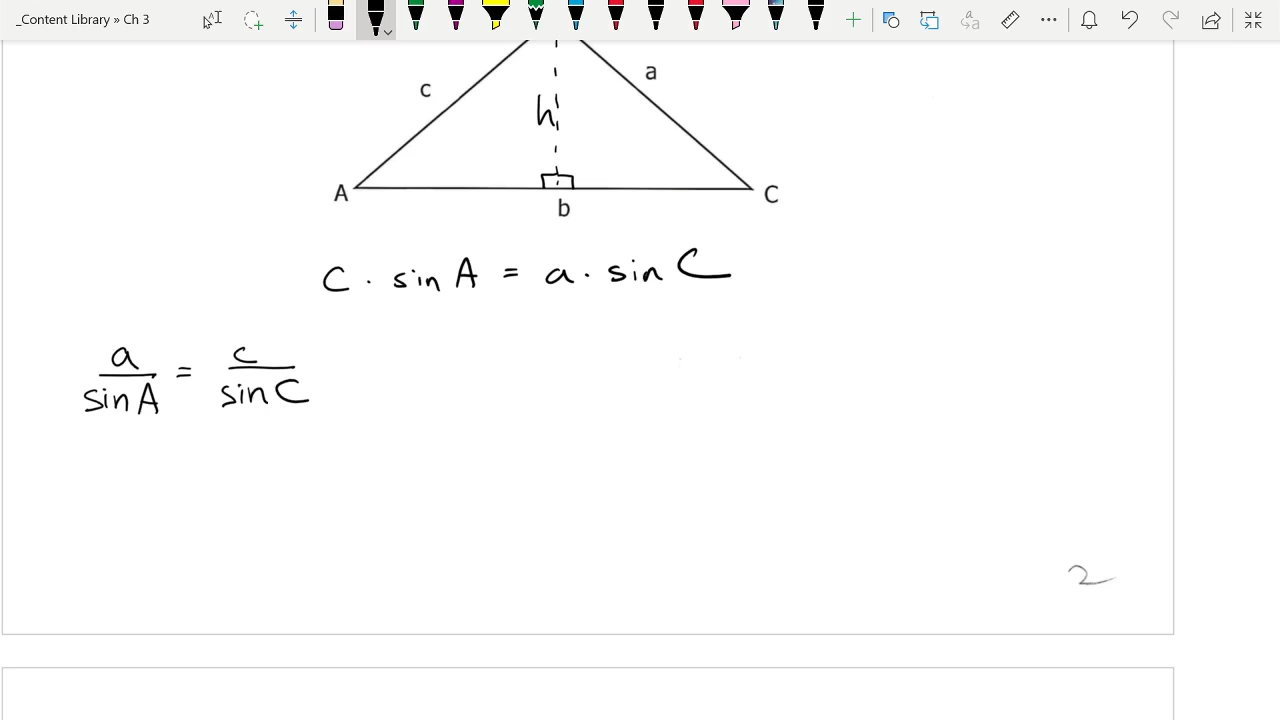 _Content Library » Ch 3
c
a
h
A
C
b
c · sin A = a · sin C
a/sin A = c/sin C
2